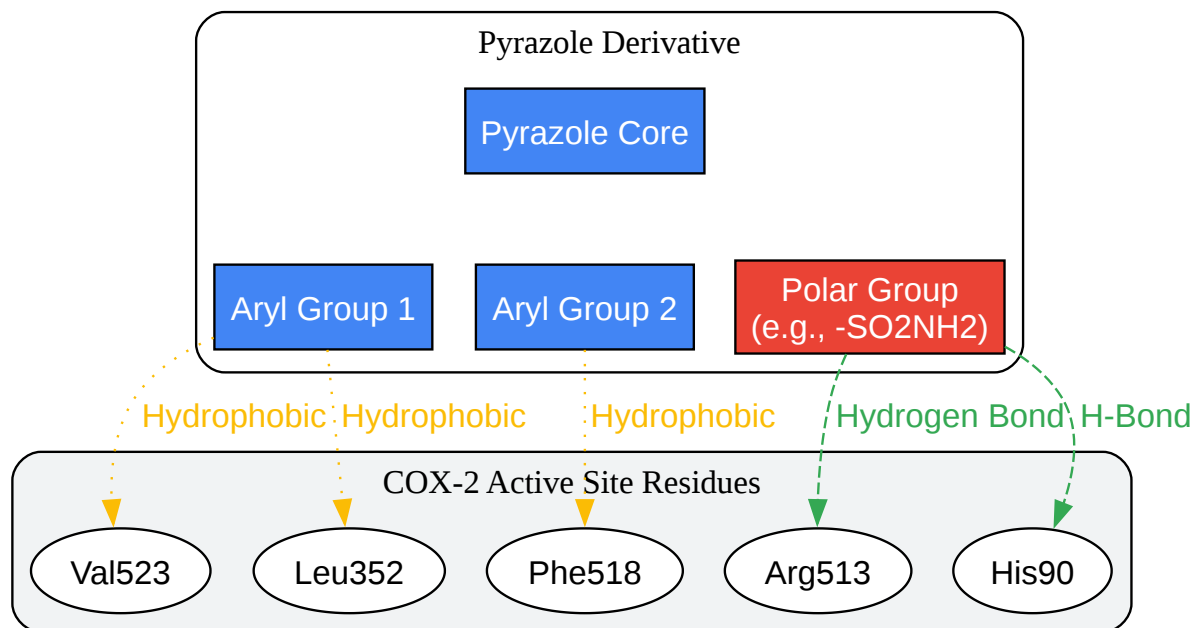 Pyrazole Derivative
Pyrazole Core
Aryl Group 1
Aryl Group 2
Polar Group
(e.g., -SO2NH2)
Hydrophobic
Hydrophobic
Hydrophobic
Hydrogen Bond
H-Bond
COX-2 Active Site Residues
Val523
Leu352
Phe518
Arg513
His90